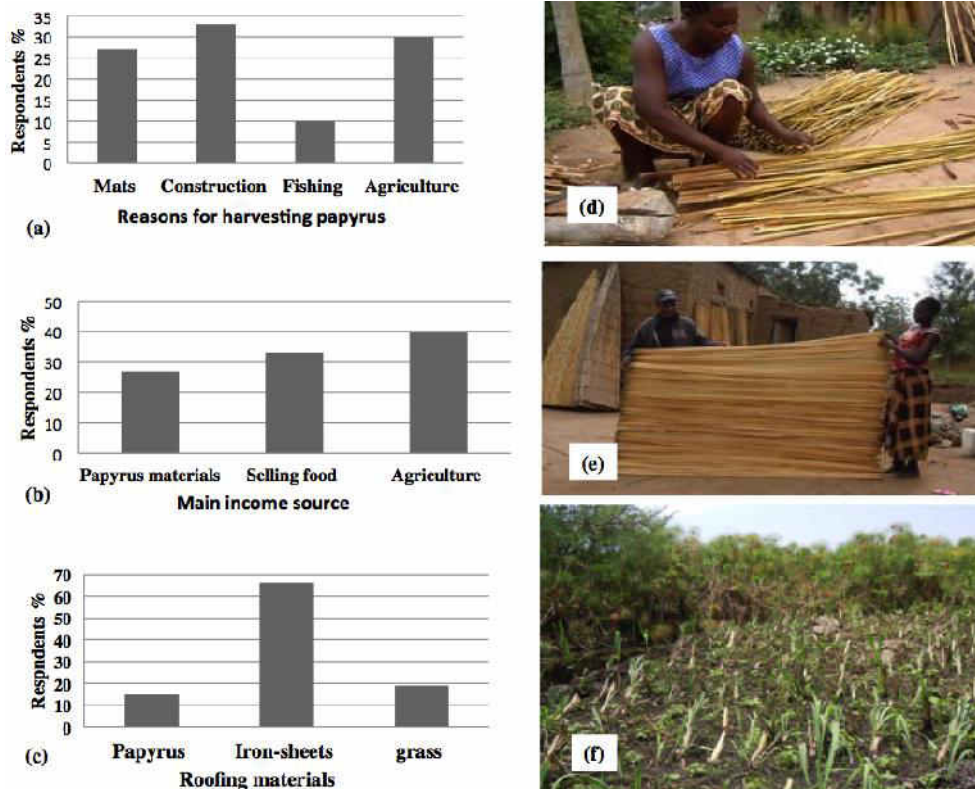 Respondents %
35
30
25
20
15
10
5
0
Mats Construction Fishing Agriculture
Reasons for harvesting papyrus
(a)
Respondents %
50
40
30
20
10
0
Papyrus materials Selling food Agriculture
Main income source
(b)
Respndents %
70
60
50
40
30
20
10
0
Papyrus Iron-sheets grass
Roofing materials
(c)
(d)
(e)
(f)